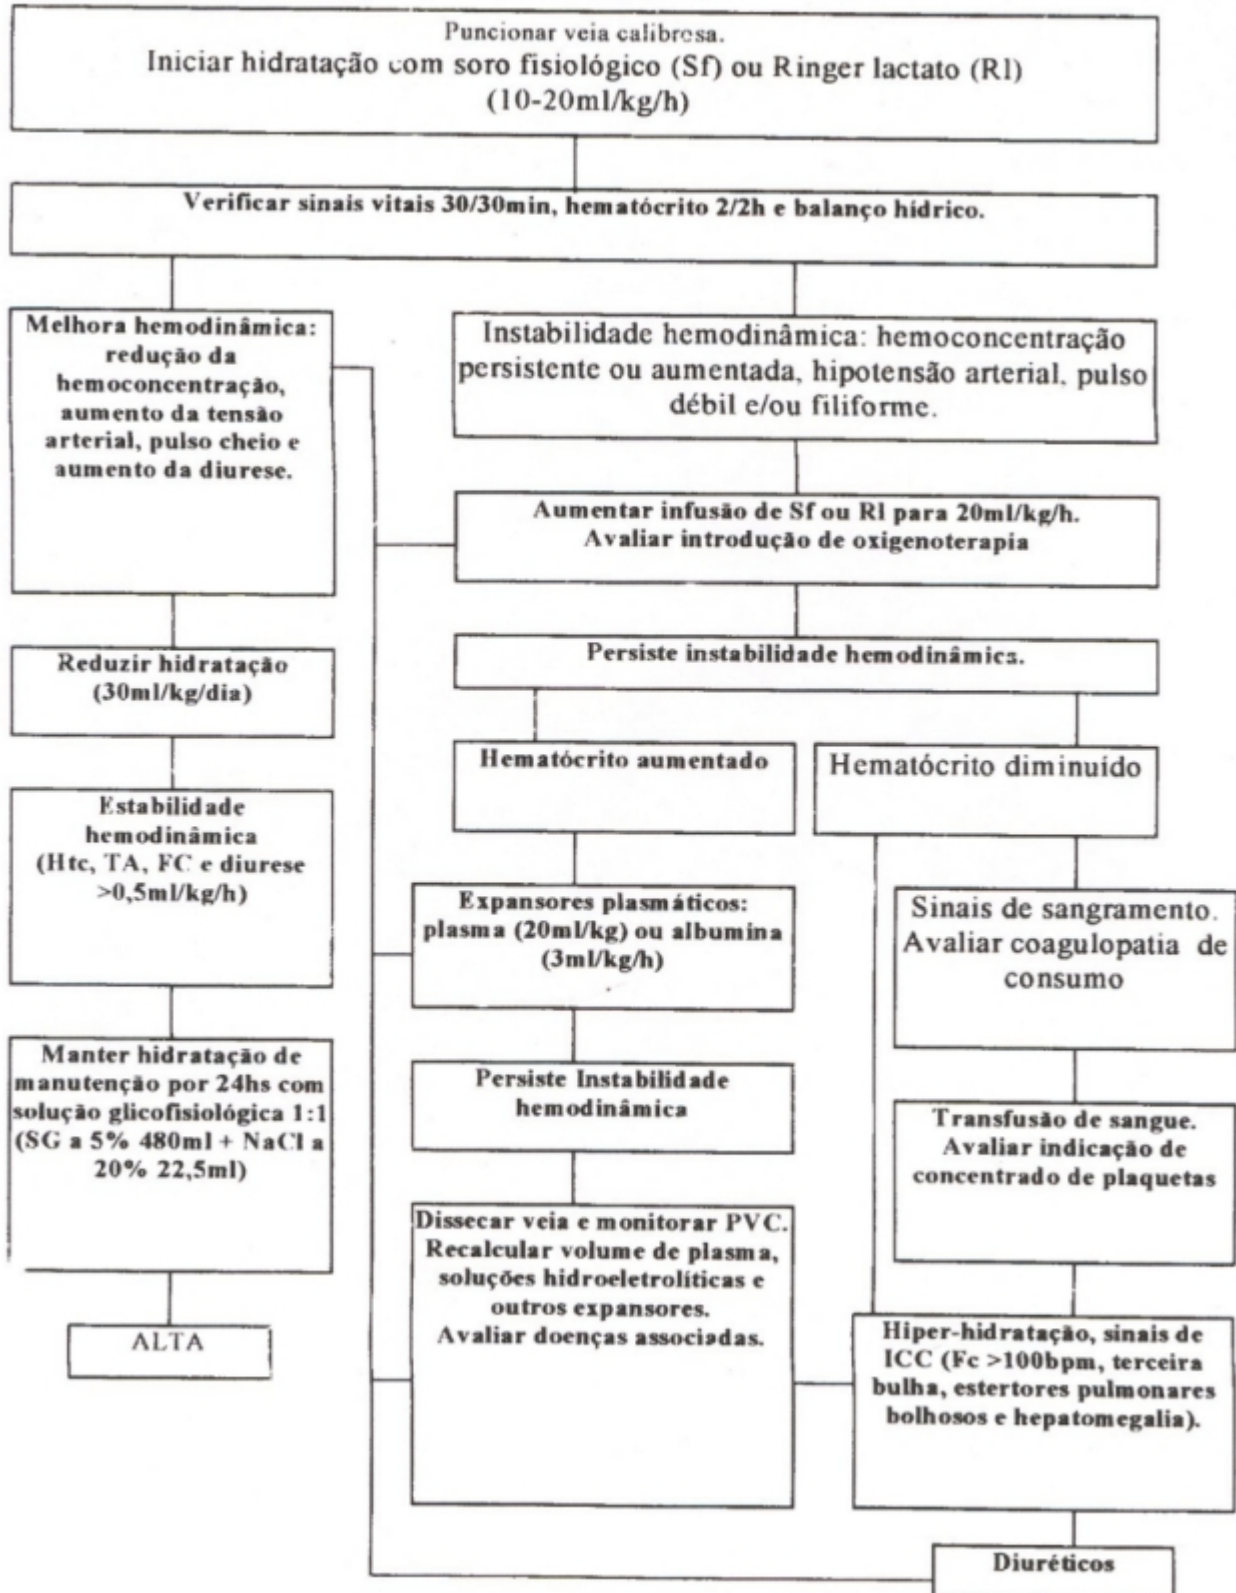 Puncionar veia calibrosa.
Iniciar hidratação com soro fisiológico (Sf) ou Ringer lactato (Rl)
(10-20ml/kg/h)
Verificar sinais vitais 30/30min, hematócrito 2/2h e balanço hídrico.
Melhora hemodinâmica:
redução da
hemoconcentração,
aumento da tensão
arterial, pulso cheio e
aumento da diurese.
Instabilidade hemodinâmica: hemoconcentração
persistente ou aumentada, hipotensão arterial, pulso
débil e/ou filiforme.
Aumentar infusão de Sf ou Rl para 20ml/kg/h.
Avaliar introdução de oxigenoterapia
Persiste instabilidade hemodinâmica.
Reduzir hidratação
(30ml/kg/dia)
Hematócrito aumentado
Hematócrito diminuído
Estabilidade
hemodinâmica
(Htc, TA, FC e diurese
>0,5ml/kg/h)
Expansores plasmáticos:
plasma (20ml/kg) ou albumina
(3ml/kg/h)
Sinais de sangramento.
Avaliar coagulopatia de
consumo
Manter hidratação de
manutenção por 24hs com
solução glicofisiológica 1:1
(SG a 5% 480ml + NaCl a
20% 22,5ml)
Persiste Instabilidade
hemodinâmica
Transfusão de sangue.
Avaliar indicação de
concentrado de plaquetas
Dissecar veia e monitorar PVC.
Recalcular volume de plasma,
soluções hidroeletrolíticas e
outros expansores.
Avaliar doenças associadas.
ALTA
Hiper-hidratação, sinais de
ICC (Fc >100bpm, terceira
bulha, estertores pulmonares
bolhosos e hepatomegalia).
Diuréticos